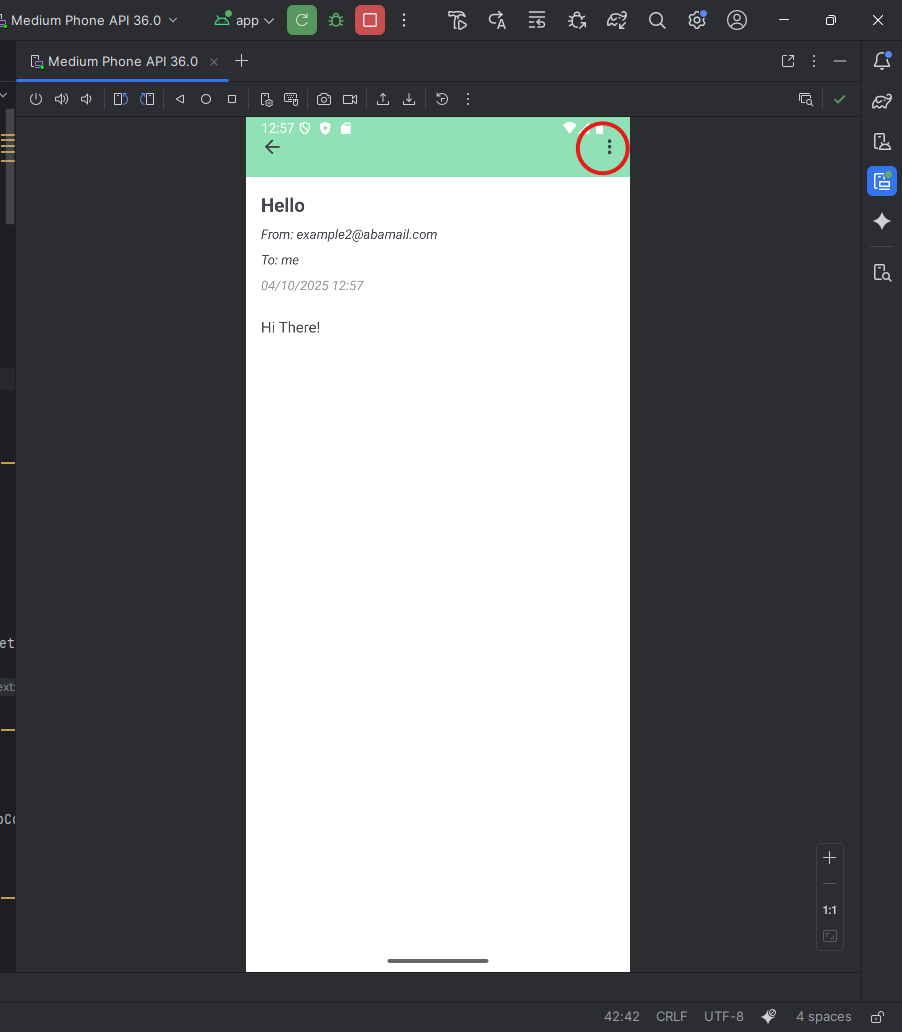 Medium Phone API 36.0
app
Medium Phone API 36.0
12:57
Hello
From: example2@abamail.com
To: me
04/10/2025 12:57
Hi There!
et
ext:
1:1
42:42 CRLF UTF-8 4 spaces